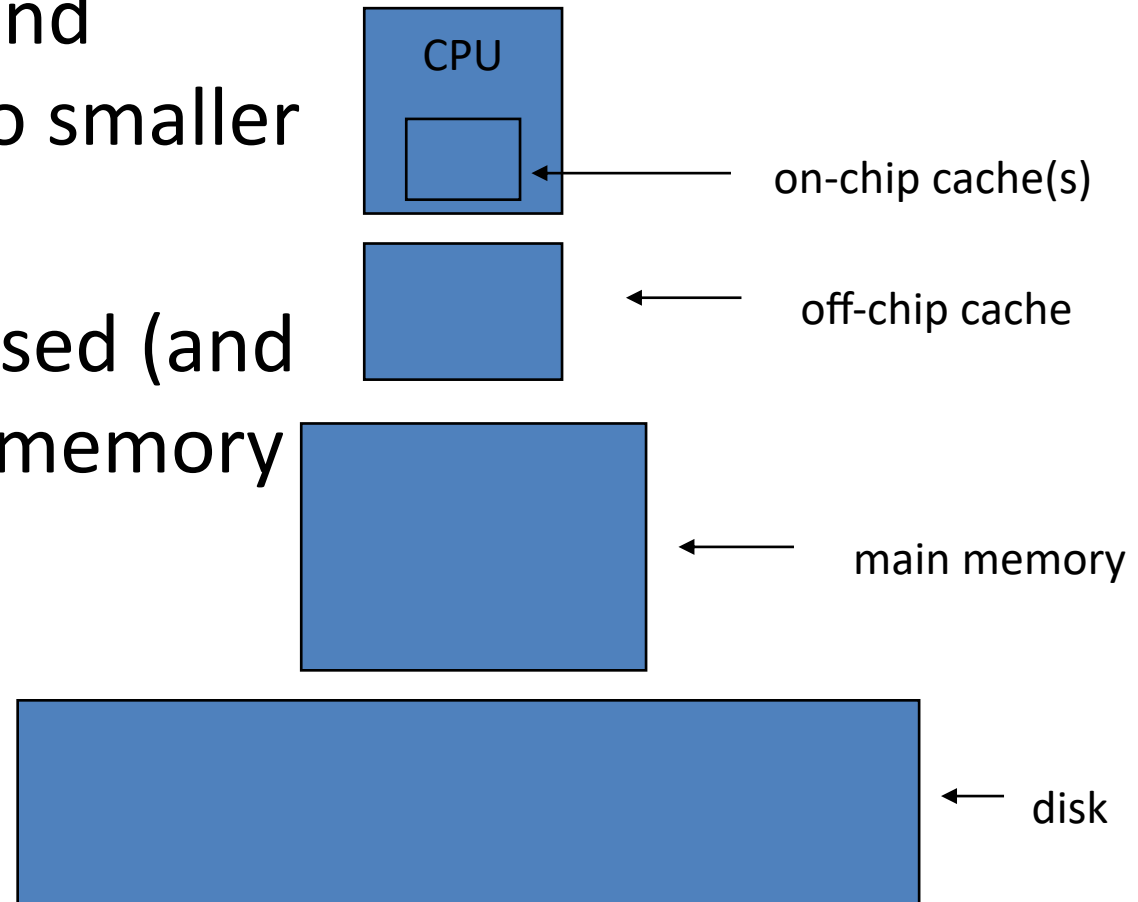 nd
o smaller
sed (and
memory
CPU
on-chip cache(s)
off-chip cache
main memory
disk